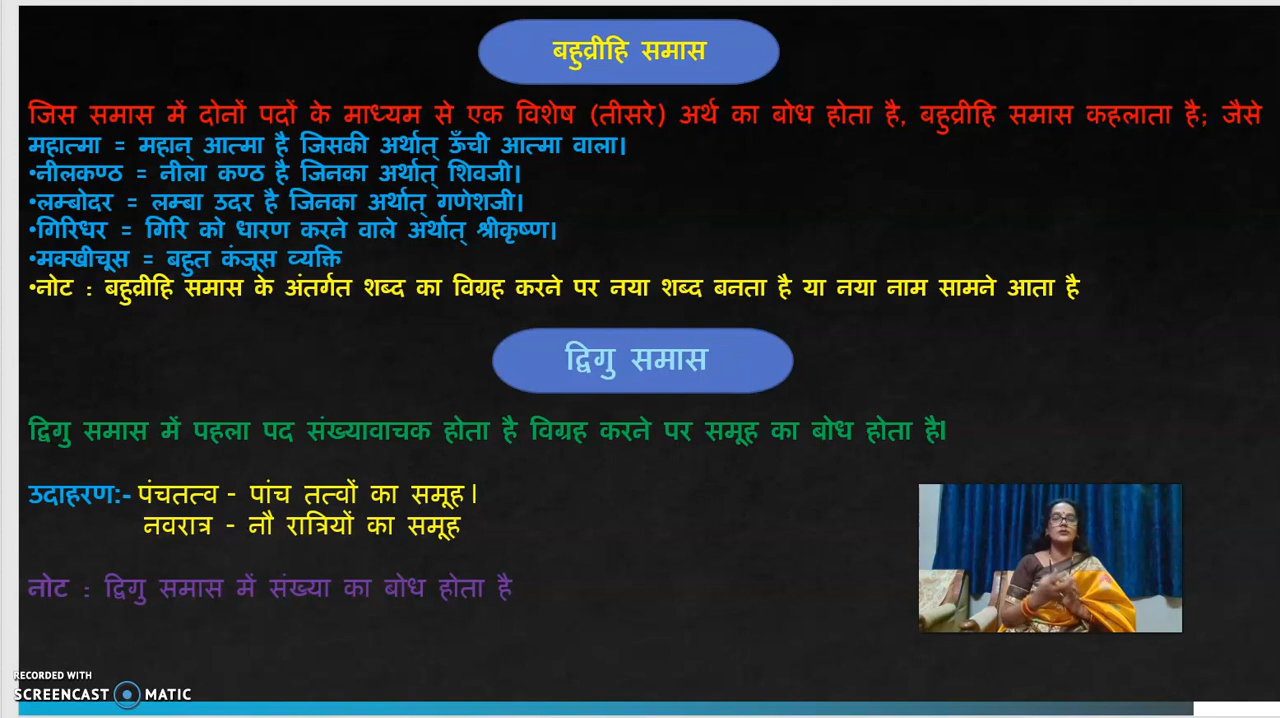 बहुव्रीहि समास
जिस समास में दोनों पदों के माध्यम से एक विशेष (तीसरे) अर्थ का बोध होता है, बहुव्रीहि समास कहलाता है; जैसे
महात्मा = महान् आत्मा है जिसकी अर्थात् ऊँची आत्मा वाला।
•नीलकण्ठ = नीला कण्ठ है जिनका अर्थात् शिवजी।
•लम्बोदर = लम्बा उदर है जिनका अर्थात् गणेशजी।
•गिरिधर = गिरि को धारण करने वाले अर्थात् श्रीकृष्ण।
•मक्खीचूस = बहुत कंजूस व्यक्ति
•नोट : बहुव्रीहि समास के अंतर्गत शब्द का विग्रह करने पर नया शब्द बनता है या नया नाम सामने आता है
द्विगु समास
द्विगु समास में पहला पद संख्यावाचक होता है विग्रह करने पर समूह का बोध होता है।
उदाहरण:- पंचतत्व - पांच तत्वों का समूह।
नवरात्र - नौ रात्रियों का समूह
नोट : द्विगु समास में संख्या का बोध होता है
RECORDED WITH
SCREENCAST MATIC